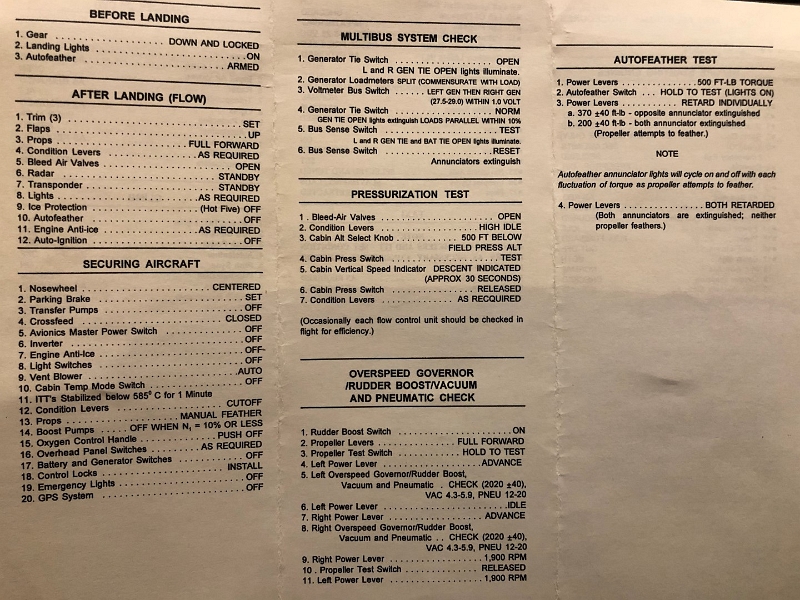 BEFORE LANDING
1. Gear . . . . . . . . . . . . . . . . . . . . DOWN AND LOCKED
2. Landing Lights . . . . . . . . . . . . . . . . . . . . ON
3. Autofeather . . . . . . . . . . . . . . . . . . . . ARMED
AFTER LANDING (FLOW)
1. Trim (3) . . . . . . . . . . . . . . . . . . . . SET
2. Flaps . . . . . . . . . . . . . . . . . . . . UP
3. Props . . . . . . . . . . . . . . . . . . . . FULL FORWARD
4. Condition Levers . . . . . . . . . . . . AS REQUIRED
5. Bleed Air Valves . . . . . . . . . . . . . . . . OPEN
6. Radar . . . . . . . . . . . . . . . . . . . . STANDBY
7. Transponder . . . . . . . . . . . . . . . . STANDBY
8. Lights . . . . . . . . . . . . . . . . . . . . AS REQUIRED
9. Ice Protection . . . . . . . . . . . . (Hot Five) OFF
10. Autofeather . . . . . . . . . . . . . . . . . . . . OFF
11. Engine Anti-ice . . . . . . . . . . . . AS REQUIRED
12. Auto-Ignition . . . . . . . . . . . . . . . . . . . . OFF
SECURING AIRCRAFT
1. Nosewheel . . . . . . . . . . . . . . . . CENTERED
2. Parking Brake . . . . . . . . . . . . . . . . . . . . SET
3. Transfer Pumps . . . . . . . . . . . . . . . . . . . . OFF
4. Crossfeed . . . . . . . . . . . . . . . . . . . . CLOSED
5. Avionics Master Power Switch . . . . . . . . . . . . OFF
6. Inverter . . . . . . . . . . . . . . . . . . . . OFF
7. Engine Anti-Ice . . . . . . . . . . . . . . . . . . . . OFF
8. Light Switches . . . . . . . . . . . . . . . . . . . . OFF
9. Vent Blower . . . . . . . . . . . . . . . . . . . . AUTO
10. Cabin Temp Mode Switch . . . . . . . . . . . . OFF
11. ITT's Stabilized below 585° C for 1 Minute
12. Condition Levers . . . . . . . . . . . . . . . . CUTOFF
13. Props . . . . . . . . . . . . . . . . MANUAL FEATHER
14. Boost Pumps . . . . . . OFF WHEN N₁ = 10% OR LESS
15. Oxygen Control Handle . . . . . . . . . . . . PUSH OFF
16. Overhead Panel Switches . . . . . . . . AS REQUIRED
17. Battery and Generator Switches . . . . . . . . . . . . OFF
18. Control Locks . . . . . . . . . . . . . . . . INSTALL
19. Emergency Lights . . . . . . . . . . . . . . . . OFF
20. GPS System . . . . . . . . . . . . . . . . . . . . OFF
MULTIBUS SYSTEM CHECK
1. Generator Tie Switch . . . . . . . . . . . . . . . . OPEN
L and R GEN TIE OPEN lights illuminate.
2. Generator Loadmeters SPLIT (COMMENSURATE WITH LOAD)
3. Voltmeter Bus Switch . . . . . LEFT GEN THEN RIGHT GEN
(27.5-29.0) WITHIN 1.0 VOLT
4. Generator Tie Switch . . . . . . . . . . . . . . . . NORM
GEN TIE OPEN lights extinguish LOADS PARALLEL WITHIN 10%
5. Bus Sense Switch . . . . . . . . . . . . . . . . . . . . TEST
L and R GEN TIE and BAT TIE OPEN lights illuminate.
6. Bus Sense Switch . . . . . . . . . . . . . . . . . . . . RESET
Annunciators extinguish
PRESSURIZATION TEST
1 . Bleed-Air Valves . . . . . . . . . . . . . . . . . . . . OPEN
2. Condition Levers . . . . . . . . . . . . . . . . HIGH IDLE
3. Cabin Alt Select Knob . . . . . . . . . . . . 500 FT BELOW
FIELD PRESS ALT
4. Cabin Press Switch . . . . . . . . . . . . . . . . . . . . TEST
5. Cabin Vertical Speed Indicator DESCENT INDICATED
(APPROX 30 SECONDS)
6. Cabin Press Switch . . . . . . . . . . . . . . . . RELEASED
7. Condition Levers . . . . . . . . . . . . AS RECQUIRED
(Occasionally each flow control unit should be checked in
flight for efficiency.)
OVERSPEED GOVERNOR
/RUDDER BOOST/VACUUM
AND PNEUMATIC CHECK
1. Rudder Boost Switch . . . . . . . . . . . . . . . . . . . . ON
2. Propeller Levers . . . . . . . . . . . . . . . . FULL FORWARD
3. Propeller Test Switch . . . . . . . . . . . . HOLD TO TEST
4. Left Power Lever . . . . . . . . . . . . . . . . ADVANCE
5. Left Overspeed Governor/Rudder Boost,
Vacuum and Pneumatic . CHECK (2020 ±40),
VAC 4.3-5.9, PNEU 12-20
6. Left Power Lever . . . . . . . . . . . . . . . . . . . . IDLE
7. Right Power Lever . . . . . . . . . . . . . . . . ADVANCE
8. Right Overspeed Governor/Rudder Boost,
Vacuum and Pneumatic . . CHECK (2020 ±40),
VAC 4.3-5.9, PNEU 12-20
9. Right Power Lever . . . . . . . . . . . . . . . . 1,900 RPM
10 . Propeller Test Switch . . . . . . . . . . . . RELEASED
11. Left Power Lever . . . . . . . . . . . . . . . . 1,900 RPM
AUTOFEATHER TEST
1. Power Levers . . . . . . . . . . . . . . . . 500 FT-LB TORQUE
2. Autofeather Switch . . . HOLD TO TEST (LIGHTS ON)
3. Power Levers . . . . . . . . . . . . RETARD INDIVIDUALLY
a. 370 ±40 ft-lb - opposite annunciator extinguished
b. 200 ±40 ft-lb - both annunciator extinguished
(Propeller attempts to feather.)
NOTE
Autofeather annunciator lights will cycle on and off with each
fluctuation of torque as propeller attempts to feather.
4. Power Levers . . . . . . . . . . . . . . . . BOTH RETARDED
(Both annunciators are extinguished; neither
propeller feathers.)